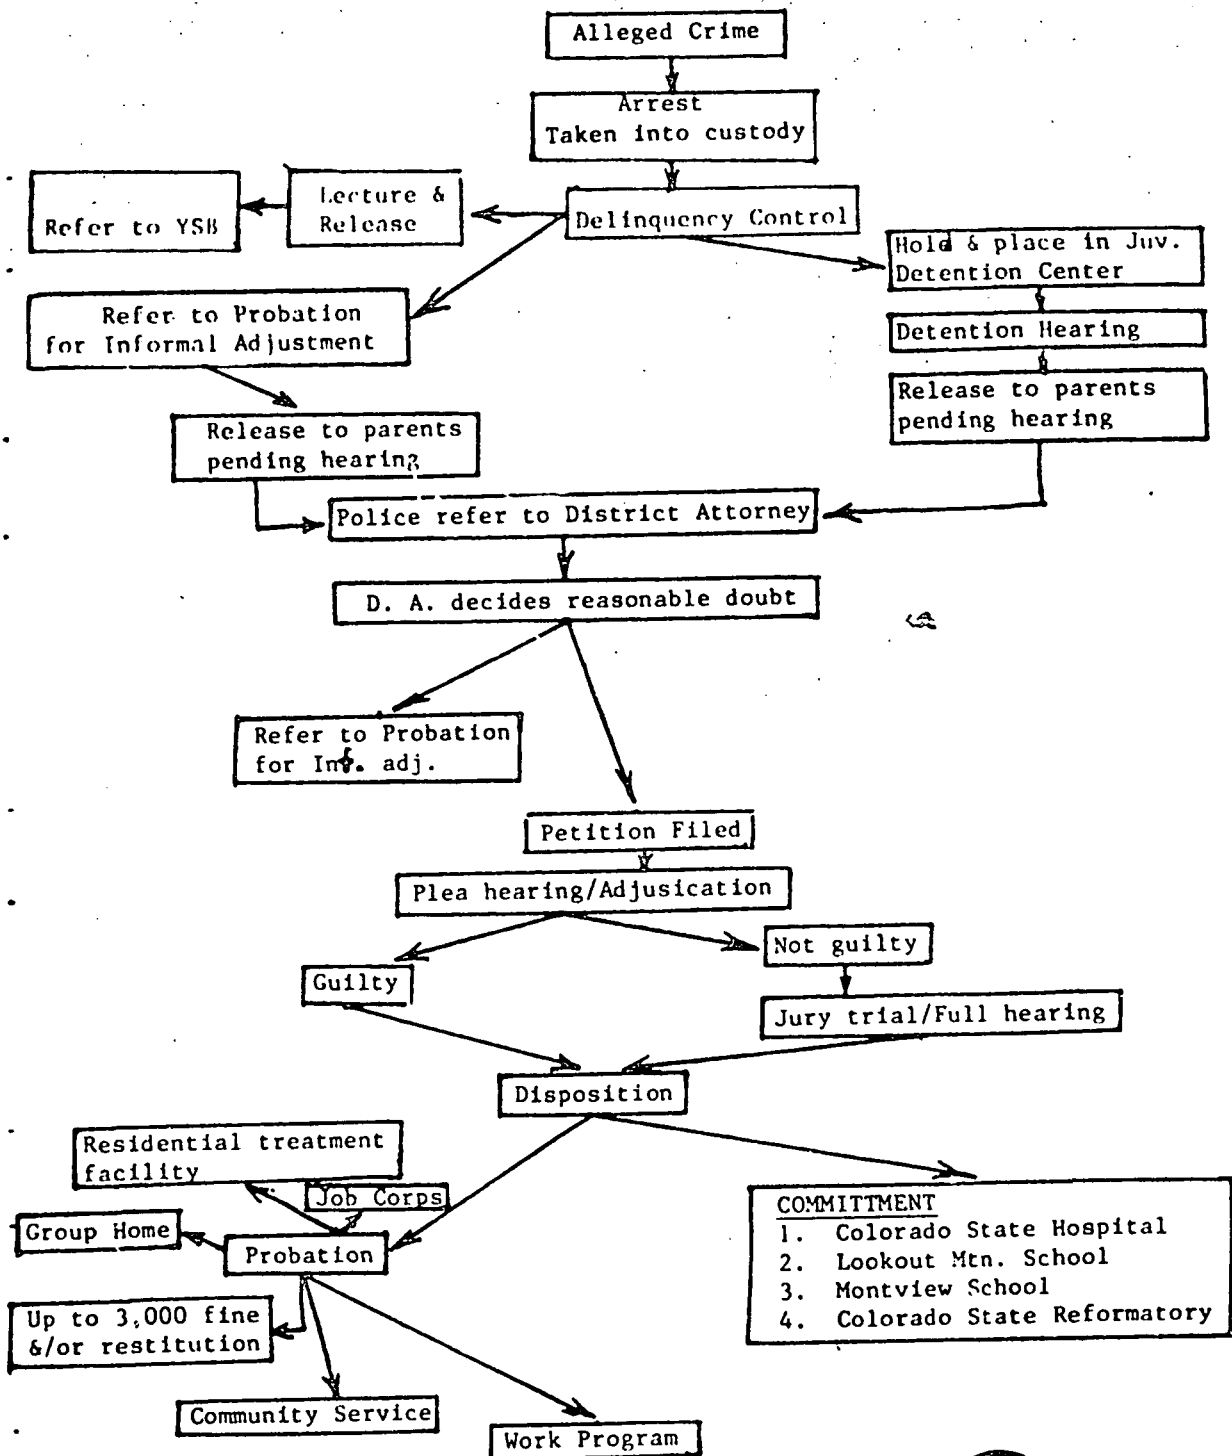 Alleged Crime
Arrest
Taken into custody
Delinquency Control
Lecture &
Release
Refer to YSB
Hold & place in Juv.
Detention Center
Refer to Probation
for Informal Adjustment
Detention Hearing
Release to parents
pending hearing
Release to parents
pending hearing
Police refer to District Attorney
D. A. decides reasonable doubt
Refer to Probation
for Inf. adj.
Petition Filed
Plea hearing/Adjusication
Not guilty
Guilty
Jury trial/Full hearing
Disposition
Residential treatment
facility
Job Corps
Group Home
Probation
Up to 3,000 fine
&/or restitution
Community Service
Work Program
COMMITTMENT
1. Colorado State Hospital
2. Lookout Mtn. School
3. Montview School
4. Colorado State Reformatory